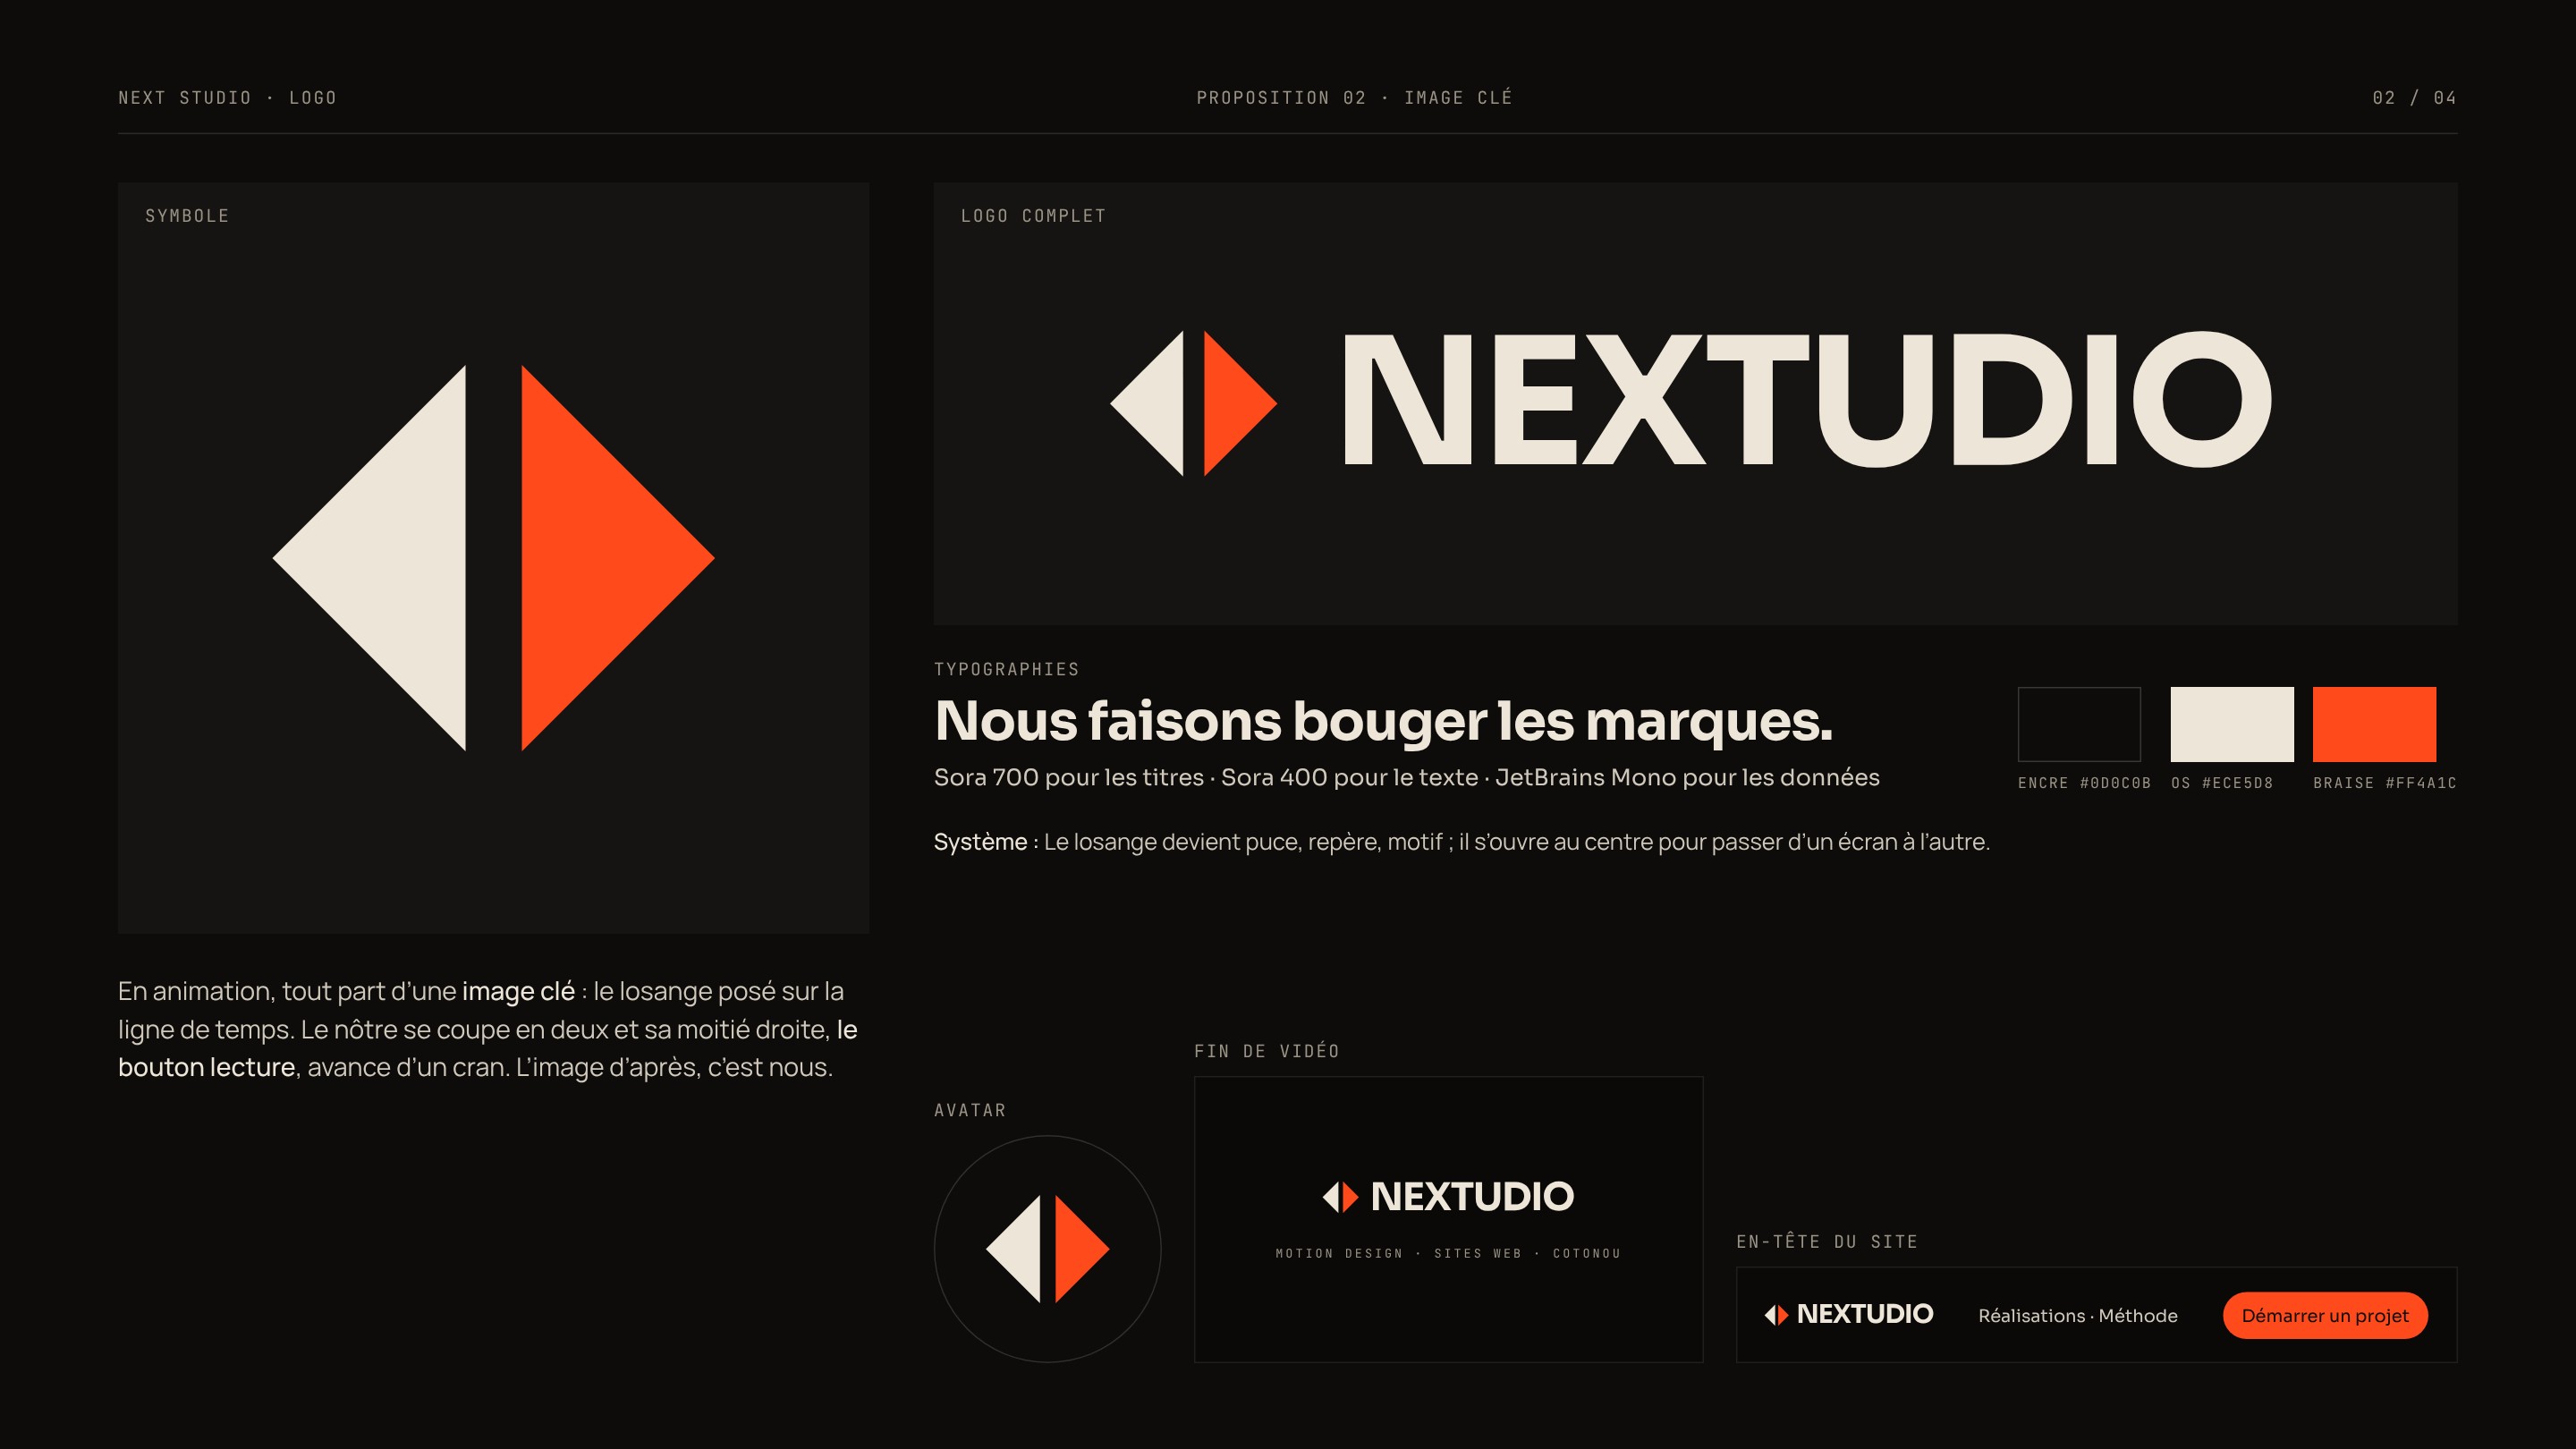 NEXT STUDIO · LOGO
PROPOSITION 02 · IMAGE CLÉ
02 / 04
SYMBOLE
LOGO COMPLET
NEXTUDIO
TYPOGRAPHIES
Nous faisons bouger les marques.
Sora 700 pour les titres · Sora 400 pour le texte · JetBrains Mono pour les données
ENCRE #0D0C0B
OS #ECE5D8
BRAISE #FF4A1C
Système : Le losange devient puce, repère, motif ; il s’ouvre au centre pour passer d’un écran à l’autre.
En animation, tout part d’une image clé : le losange posé sur la
ligne de temps. Le nôtre se coupe en deux et sa moitié droite, le
bouton lecture, avance d’un cran. L’image d’après, c’est nous.
AVATAR
FIN DE VIDÉO
NEXTUDIO
MOTION DESIGN · SITES WEB · COTONOU
EN-TÊTE DU SITE
NEXTUDIO
Réalisations · Méthode
Démarrer un projet